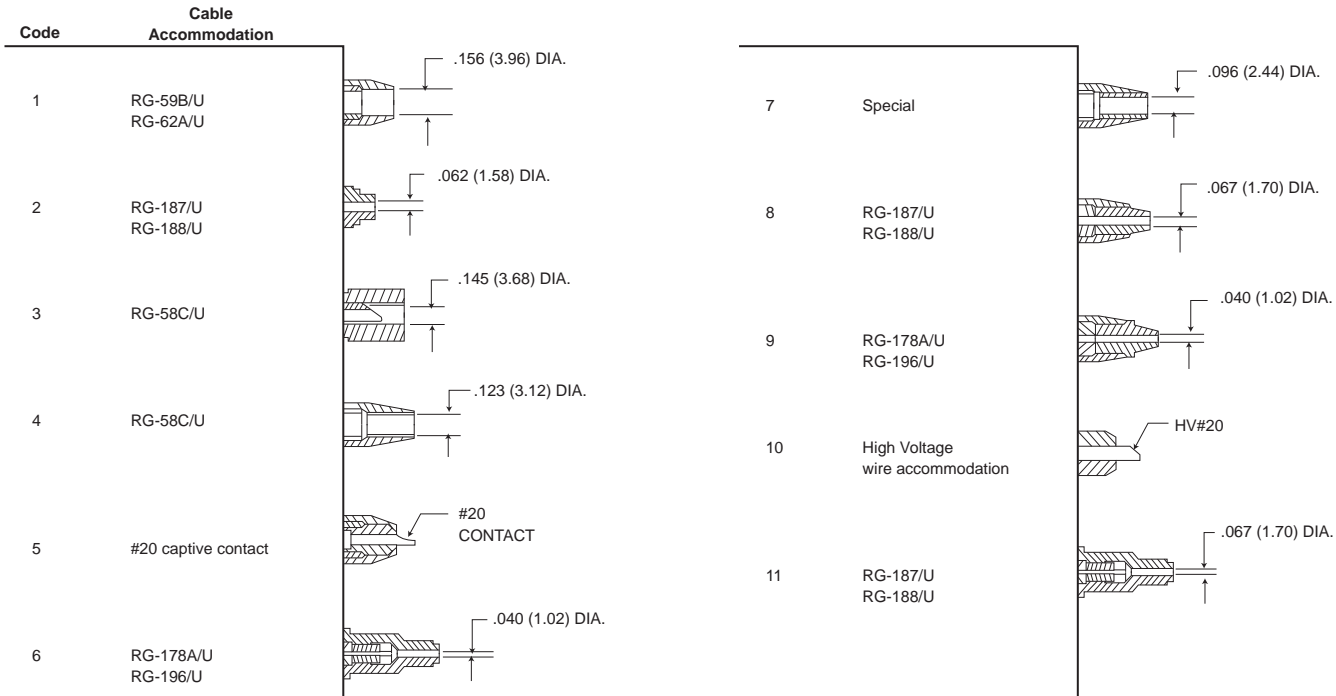 Code
Cable
Accommodation
1
RG-59B/U
RG-62A/U
.156 (3.96) DIA.
2
RG-187/U
RG-188/U
.062 (1.58) DIA.
3
RG-58C/U
.145 (3.68) DIA.
4
RG-58C/U
.123 (3.12) DIA.
5
#20 captive contact
#20
CONTACT
6
RG-178A/U
RG-196/U
.040 (1.02) DIA.
7
Special
.096 (2.44) DIA.
8
RG-187/U
RG-188/U
.067 (1.70) DIA.
9
RG-178A/U
RG-196/U
.040 (1.02) DIA.
10
High Voltage
wire accommodation
HV#20
11
RG-187/U
RG-188/U
.067 (1.70) DIA.